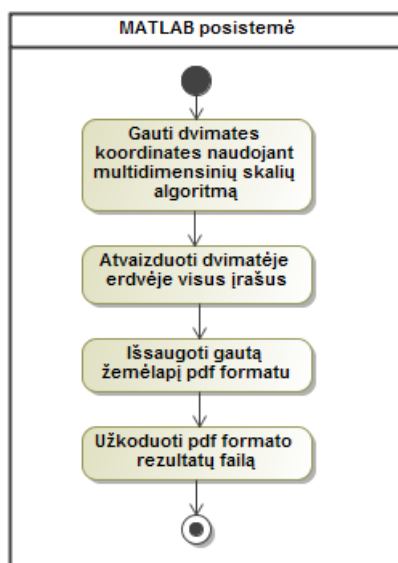 MATLAB posistemė
Gauti dvimates
koordinates naudojant
multidimensinių skalių
algoritmą
Atvaizduoti dvimatėje
erdvėje visus įrašus
Išsaugoti gautą
žemėlapį pdf formatu
Užkoduoti pdf formato
rezultatų failą